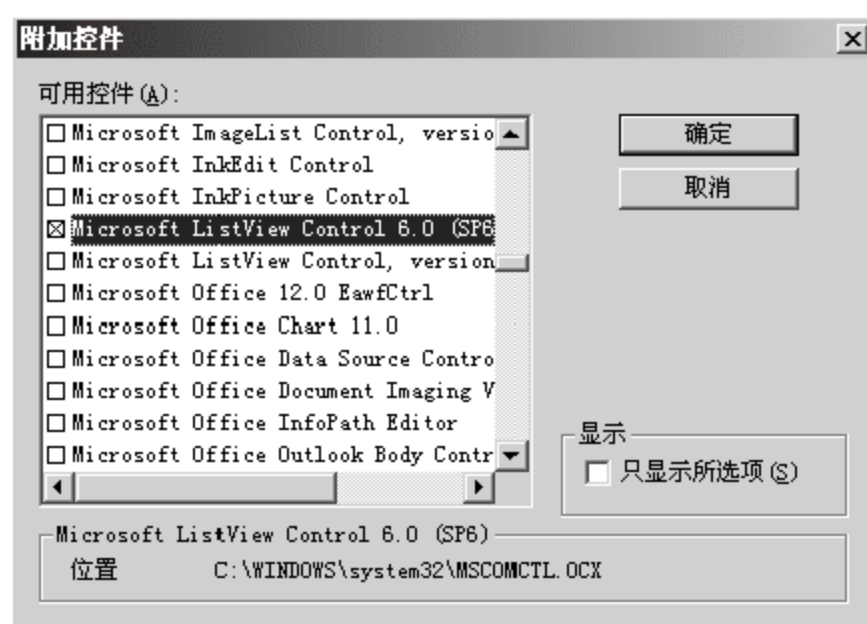 附加控件
可用控件(A):
Microsoft ImageList Control, versio
Microsoft InkEdit Control
Microsoft InkPicture Control
Microsoft ListView Control 6.0 (SP6
Microsoft ListView Control, version
Microsoft Office 12.0 EawfCtrl
Microsoft Office Chart 11.0
Microsoft Office Data Source Contro
Microsoft Office Document Imaging V
Microsoft Office InfoPath Editor
Microsoft Office Outlook Body Contr
确定
取消
显示
只显示所选项(S)
Microsoft ListView Control 6.0 (SP6)
位置 C:\WINDOWS\system32\MSCOMCTL.OCX